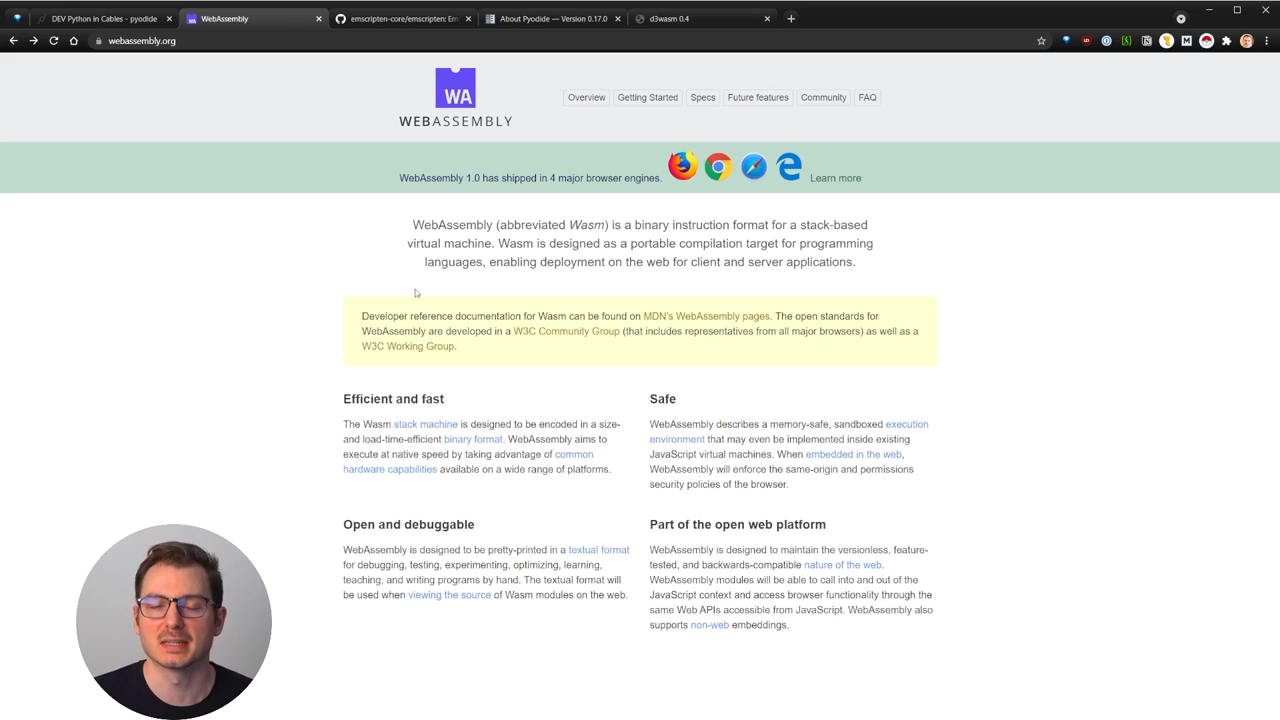 DEV Python in Cables - pyodide
WebAssembly
emscripten-core/emscripten: Em
About Pyodide — Version 0.17.0
d3wasm 0.4
webassembly.org
WA
WEBASSEMBLY
Overview
Getting Started
Specs
Future features
Community
FAQ
WebAssembly 1.0 has shipped in 4 major browser engines.
Learn more
WebAssembly (abbreviated Wasm) is a binary instruction format for a stack-based
virtual machine. Wasm is designed as a portable compilation target for programming
languages, enabling deployment on the web for client and server applications.
Developer reference documentation for Wasm can be found on MDN's WebAssembly pages. The open standards for
WebAssembly are developed in a W3C Community Group (that includes representatives from all major browsers) as well as a
W3C Working Group.
Efficient and fast
The Wasm stack machine is designed to be encoded in a size-
and load-time-efficient binary format. WebAssembly aims to
execute at native speed by taking advantage of common
hardware capabilities available on a wide range of platforms.
Safe
WebAssembly describes a memory-safe, sandboxed execution
environment that may even be implemented inside existing
JavaScript virtual machines. When embedded in the web,
WebAssembly will enforce the same-origin and permissions
security policies of the browser.
Open and debuggable
WebAssembly is designed to be pretty-printed in a textual format
for debugging, testing, experimenting, optimizing, learning,
teaching, and writing programs by hand. The textual format will
be used when viewing the source of Wasm modules on the web.
Part of the open web platform
WebAssembly is designed to maintain the versionless, feature-
tested, and backwards-compatible nature of the web.
WebAssembly modules will be able to call into and out of the
JavaScript context and access browser functionality through the
same Web APIs accessible from JavaScript. WebAssembly also
supports non-web embeddings.